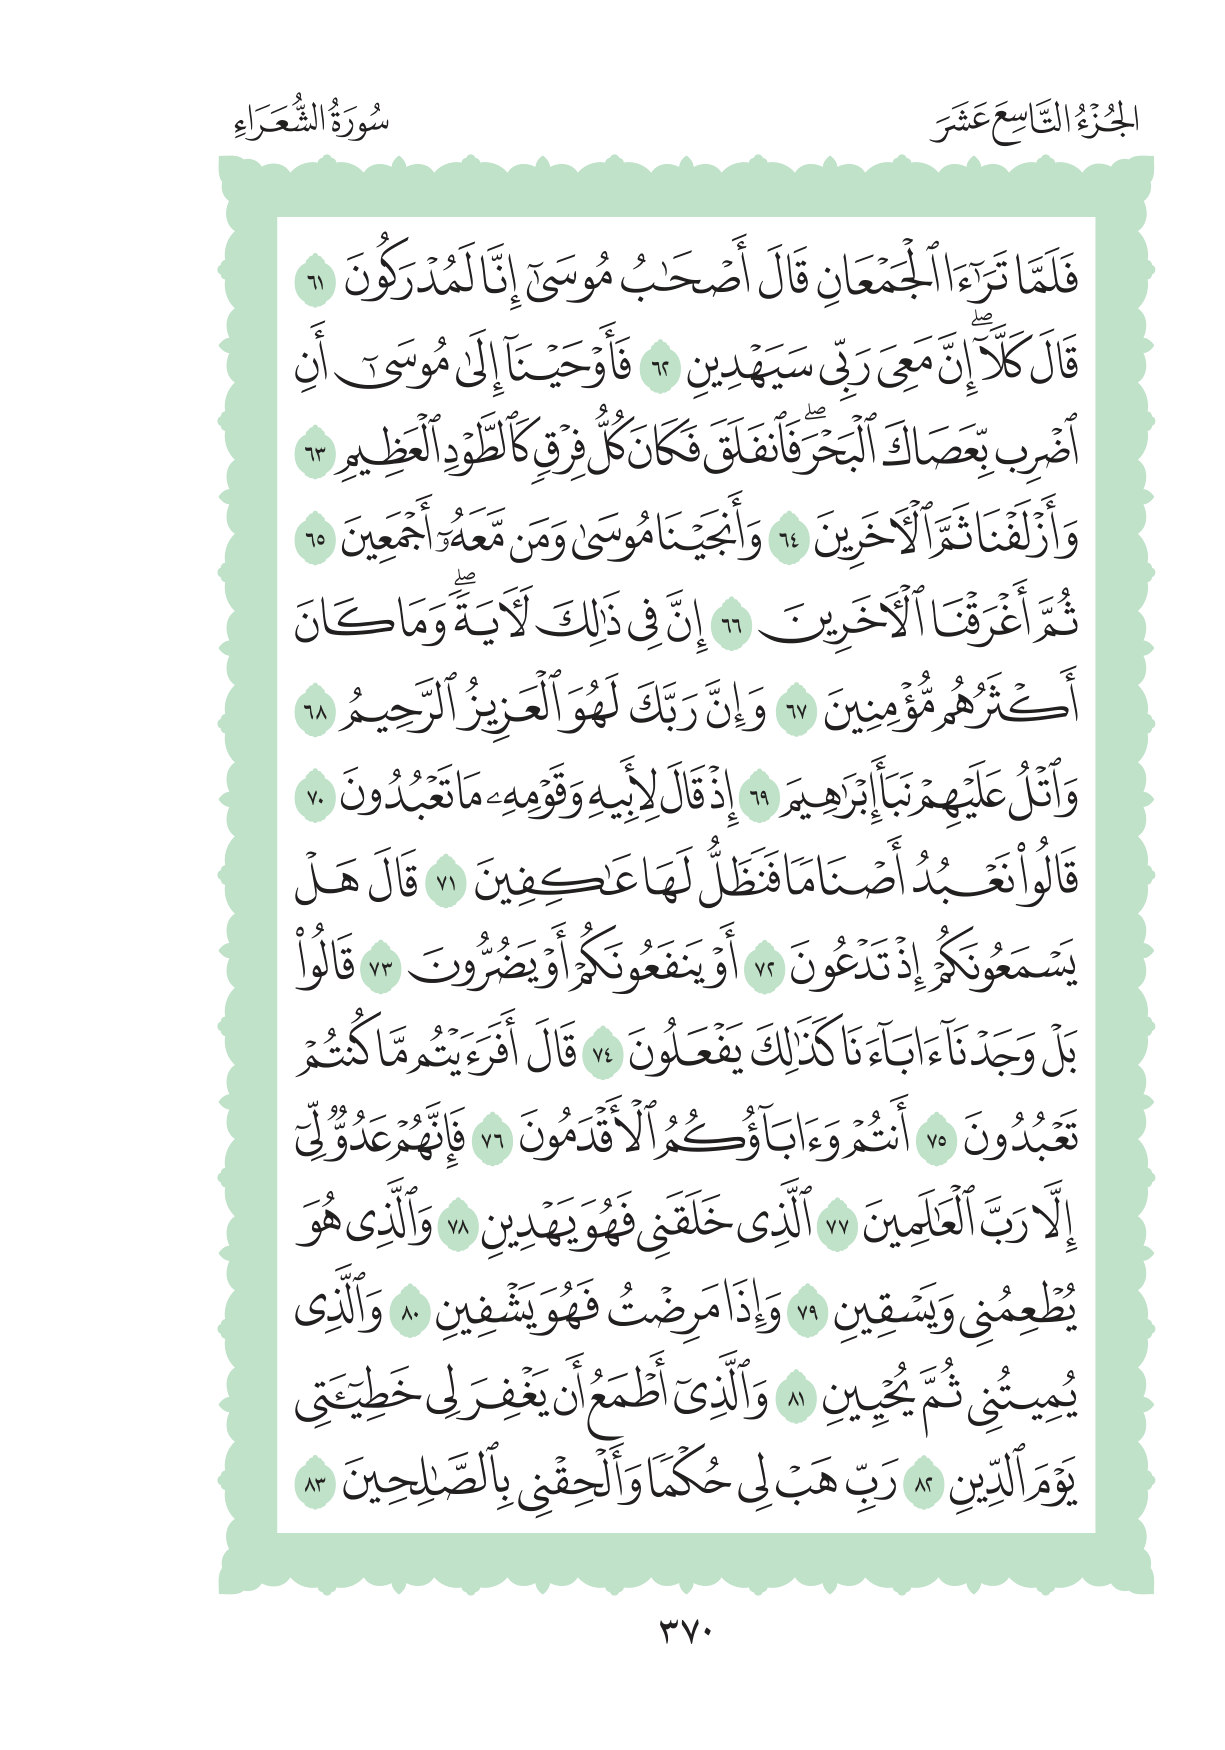 الجُزْءُ التَّاسِعَ عَشَرَ
سُورَةُ الشُّعَرَاءِ
فَلَمَّا تَرَٰٓءَا ٱلْجَمْعَانِ قَالَ أَصْحَٰبُ مُوسَىٰٓ إِنَّا لَمُدْرَكُونَ ٦١
قَالَ كَلَّآ ۖ إِنَّ مَعِىَ رَبِّى سَيَهْدِينِ ٦٢ فَأَوْحَيْنَآ إِلَىٰ مُوسَىٰٓ أَنِ
ٱضْرِب بِّعَصَاكَ ٱلْبَحْرَ ۖ فَٱنفَلَقَ فَكَانَ كُلُّ فِرْقٍ كَٱلطَّوْدِ ٱلْعَظِيمِ ٦٣
وَأَزْلَفْنَا ثَمَّ ٱلْأَخَرِينَ ٦٤ وَأَنجَيْنَا مُوسَىٰ وَمَن مَّعَهُۥٓ أَجْمَعِينَ ٦٥
ثُمَّ أَغْرَقْنَا ٱلْأَخَرِينَ ٦٦ إِنَّ فِى ذَٰلِكَ لَأَيَةً ۖ وَمَا كَانَ
أَكْثَرُهُم مُّؤْمِنِينَ ٦٧ وَإِنَّ رَبَّكَ لَهُوَ ٱلْعَزِيزُ ٱلرَّحِيمُ ٦٨
وَٱتْلُ عَلَيْهِمْ نَبَأَ إِبْرَٰهِيمَ ٦٩ إِذْ قَالَ لِأَبِيهِ وَقَوْمِهِۦ مَا تَعْبُدُونَ ٧٠
قَالُوا۟ نَعْبُدُ أَصْنَامًا فَنَظَلُّ لَهَا عَٰكِفِينَ ٧١ قَالَ هَلْ
يَسْمَعُونَكُمْ إِذْ تَدْعُونَ ٧٢ أَوْ يَنفَعُونَكُمْ أَوْ يَضُرُّونَ ٧٣ قَالُوا۟
بَلْ وَجَدْنَآ ءَابَآءَنَا كَذَٰلِكَ يَفْعَلُونَ ٧٤ قَالَ أَفَرَءَيْتُم مَّا كُنتُمْ
تَعْبُدُونَ ٧٥ أَنتُمْ وَءَابَآؤُكُمُ ٱلْأَقْدَمُونَ ٧٦ فَإِنَّهُمْ عَدُوٌّ لِّىٓ
إِلَّا رَبَّ ٱلْعَٰلَمِينَ ٧٧ ٱلَّذِى خَلَقَنِى فَهُوَ يَهْدِينِ ٧٨ وَٱلَّذِى هُوَ
يُطْعِمُنِى وَيَسْقِينِ ٧٩ وَإِذَا مَرِضْتُ فَهُوَ يَشْفِينِ ٨٠ وَٱلَّذِى
يُمِيتُنِى ثُمَّ يُحْيِينِ ٨١ وَٱلَّذِىٓ أَطْمَعُ أَن يَغْفِرَ لِى خَطِيٓـَٔتِى
يَوْمَ ٱلدِّينِ ٨٢ رَبِّ هَبْ لِى حُكْمًا وَأَلْحِقْنِى بِٱلصَّٰلِحِينَ ٨٣
٣٧٠